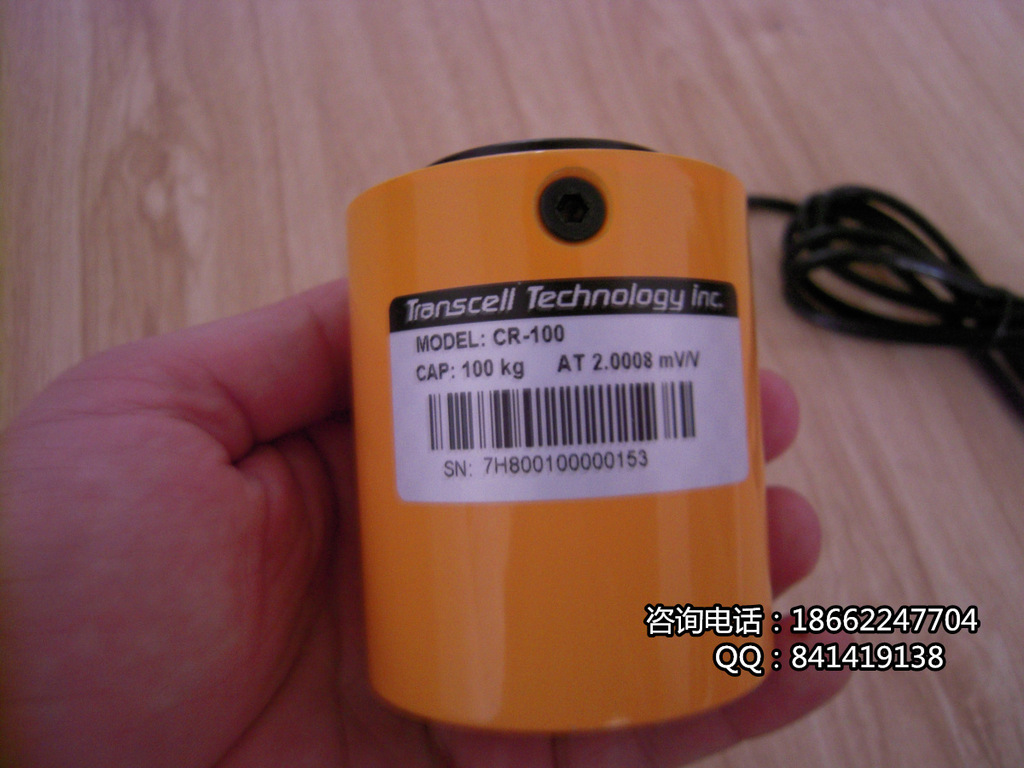 Transcell Technology inc.
MODEL: CR-100
CAP: 100 kg AT 2.0008 mV/V
SN: 7H800100000153
咨询电话：18662247704
QQ：841419138